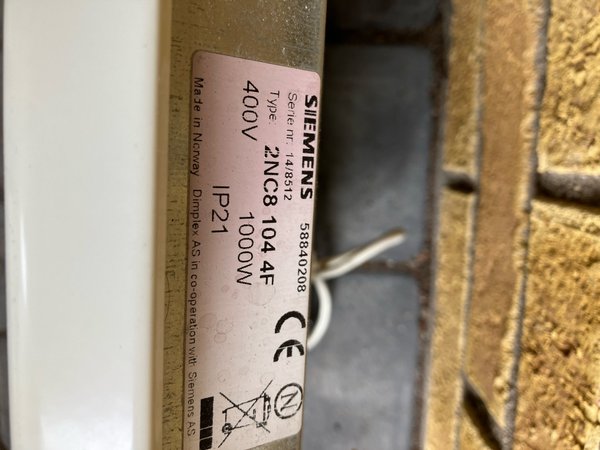 SIEMENS 58840208
Serie nr: 14/8512
Type: 2NC8 104 4F
400V 1000W
IP21
Made in Norway Dimplex AS in co-operation with Siemens AS
CE
N